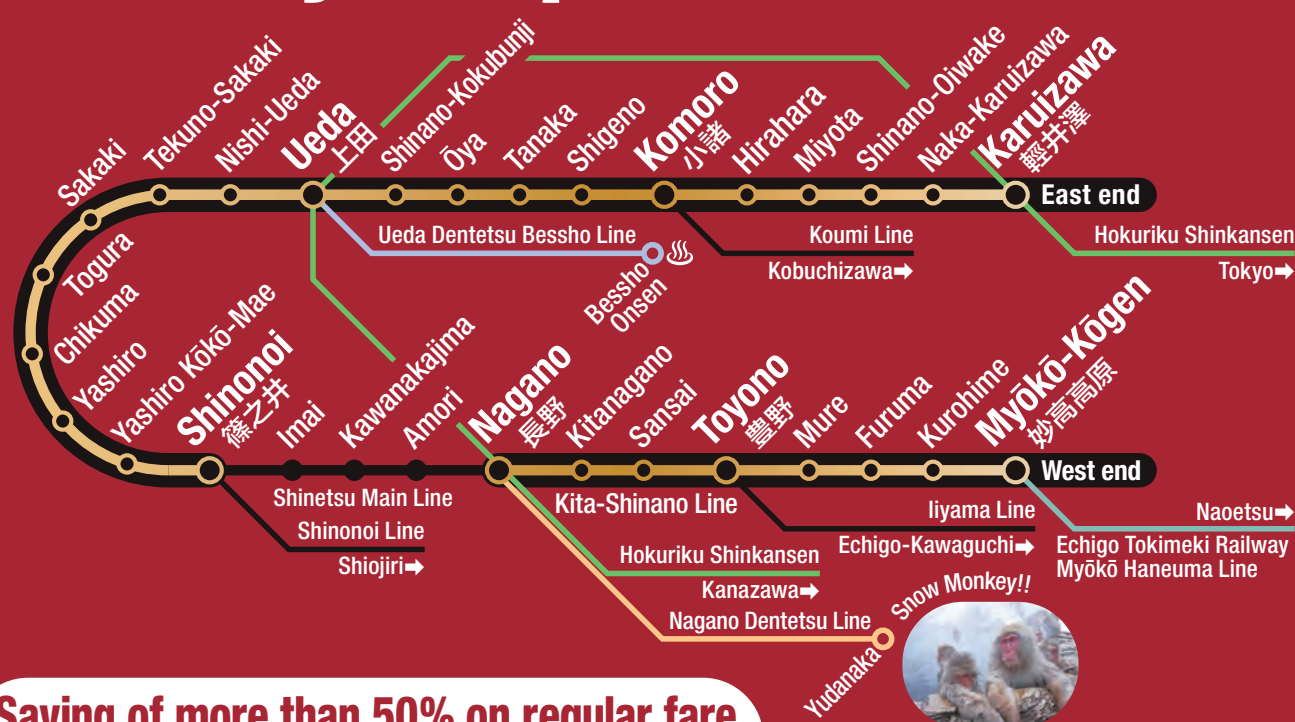 Tekuno-Sakaki
Nishi-Ueda
Ueda
上田
Shinano-Kokubunji
Ōya
Tanaka
Shigeno
Komoro
小諸
Hirahara
Miyota
Shinano-Oiwake
Naka-Karuizawa
Karuizawa
輕井澤
East end
Sakaki
Togura
Chikuma
Yashiro
Yashiro Kōkō-Mae
Ueda Dentetsu Bessho Line
Bessho
Onsen
Koumi Line
Kobuchizawa➡
Hokuriku Shinkansen
Tokyo➡
Shinonoi
篠之井
Imai
Kawanakajima
Amori
Nagano
長野
Kitanagano
Sansai
Toyono
豊野
Mure
Furuma
Kurohime
Myōkō-Kōgen
妙高高原
West end
Shinetsu Main Line
Shinonoi Line
Shiojiri➡
Kita-Shinano Line
Hokuriku Shinkansen
Kanazawa➡
Nagano Dentetsu Line
Yudanaka
Iiyama Line
Echigo-Kawaguchi➡
Naoetsu➡
Echigo Tokimeki Railway
Myōkō Haneuma Line
Snow Monkey!!
Saving of more than 50% on regular fare